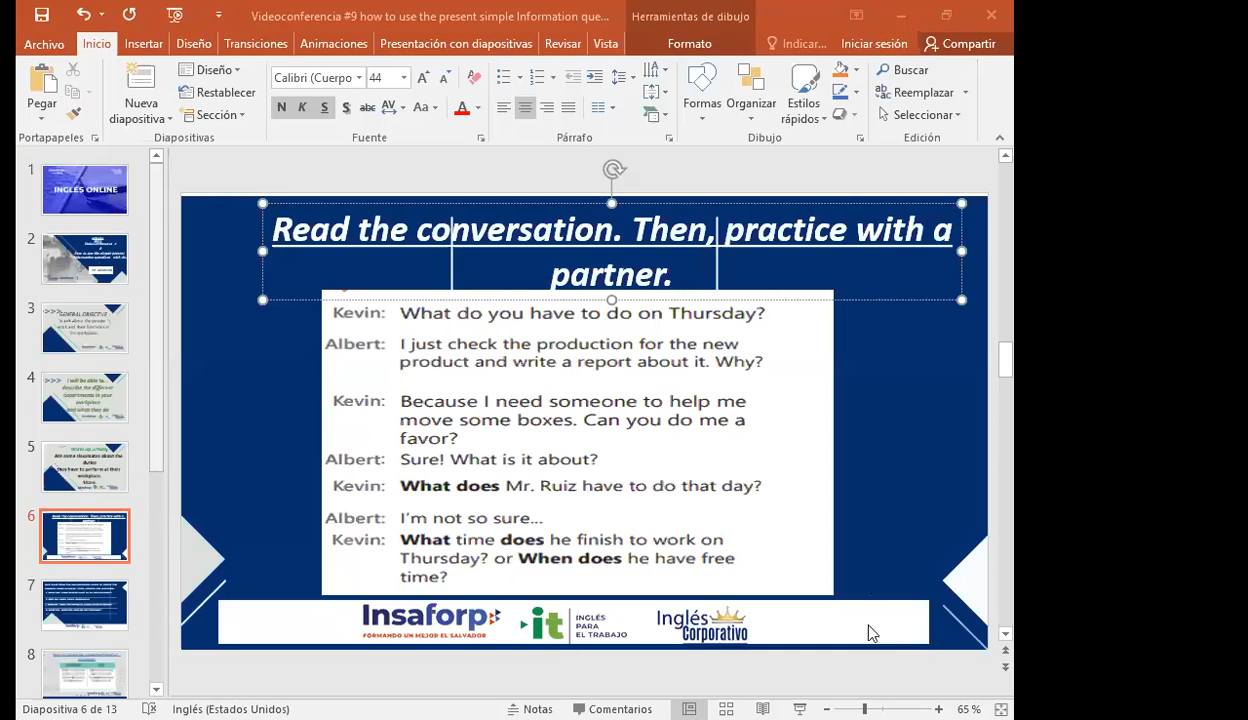 Videoconferencia #9 how to use the present simple Information que...
Herramientas de dibujo
Archivo Inicio Insertar Diseño Transiciones Animaciones Presentación con diapositivas Revisar Vista Formato Indicar... Iniciar sesión Compartir
Pegar
Nueva diapositiva
Diseño
Restablecer
Sección
Calibri (Cuerpo 44
N K S S abc AV Aa A
Formas
Organizar
Estilos rápidos
Buscar
Reemplazar
Seleccionar
Portapapeles Diapositivas Fuente Párrafo Dibujo Edición
1
INGLÉS ONLINE
2
3
4
5
6
7
8
Read the conversation. Then, practice with a
partner.
Kevin: What do you have to do on Thursday?
Albert: I just check the production for the new
product and write a report about it. Why?
Kevin: Because I need someone to help me
move some boxes. Can you do me a
favor?
Albert: Sure! What is it about?
Kevin: What does Mr. Ruiz have to do that day?
Albert: I'm not so sure...
Kevin: What time does he finish to work on
Thursday? or When does he have free
time?
Insaforp
FORMANDO UN MEJOR EL SALVADOR
it INGLÉS PARA EL TRABAJO
Inglés Corporativo
Diapositiva 6 de 13 Inglés (Estados Unidos) Notas Comentarios 65 %